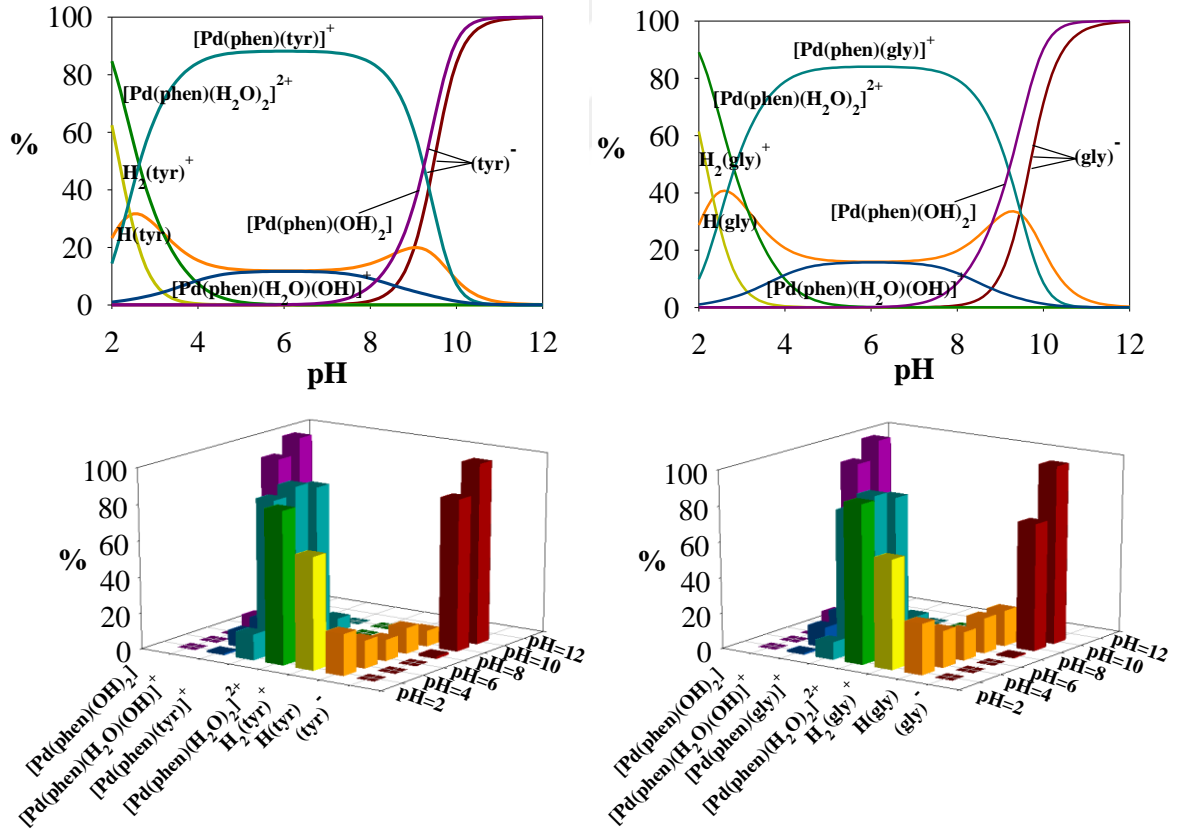 100
80
60
40
20
0
%
[Pd(phen)(tyr)]⁺
[Pd(phen)(H₂O)₂]²⁺
H₂(tyr)⁺
H(tyr)
(tyr)⁻
[Pd(phen)(OH)₂]
[Pd(phen)(H₂O)(OH)]⁺
2 4 6 8 10 12
pH
100
80
60
40
20
0
%
[Pd(phen)(gly)]⁺
[Pd(phen)(H₂O)₂]²⁺
H₂(gly)⁺
H(gly)
(gly)⁻
[Pd(phen)(OH)₂]
[Pd(phen)(H₂O)(OH)]⁺
2 4 6 8 10 12
pH
100
80
60
40
20
0
%
[Pd(phen)(OH)₂]
[Pd(phen)(H₂O)(OH)]⁺
[Pd(phen)(tyr)]⁺
[Pd(phen)(H₂O)₂]²⁺
H₂(tyr)⁺
H(tyr)
(tyr)⁻
pH=2
pH=4
pH=6
pH=8
pH=10
pH=12
100
80
60
40
20
0
%
[Pd(phen)(OH)₂]
[Pd(phen)(H₂O)(OH)]⁺
[Pd(phen)(gly)]⁺
[Pd(phen)(H₂O)₂]²⁺
H₂(gly)⁺
H(gly)
(gly)⁻
pH=2
pH=4
pH=6
pH=8
pH=10
pH=12